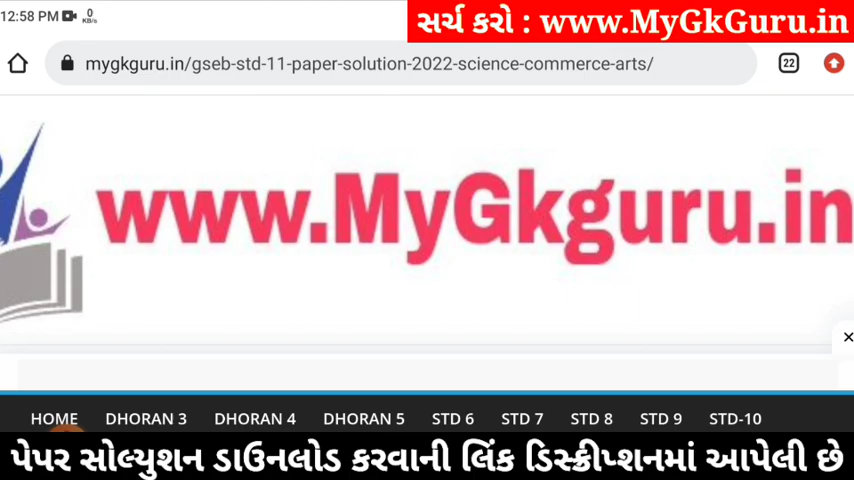 12:58 PM 0 KB/s
સર્ચ કરો : www.MyGkGuru.in
mygkguru.in/gseb-std-11-paper-solution-2022-science-commerce-arts/ 22
www.MyGkguru.in
HOME DHORAN 3 DHORAN 4 DHORAN 5 STD 6 STD 7 STD 8 STD 9 STD-10
પેપર સોલ્યુશન ડાઉનલોડ કરવાની લિંક ડિસ્ક્રીપ્શનમાં આપેલી છે